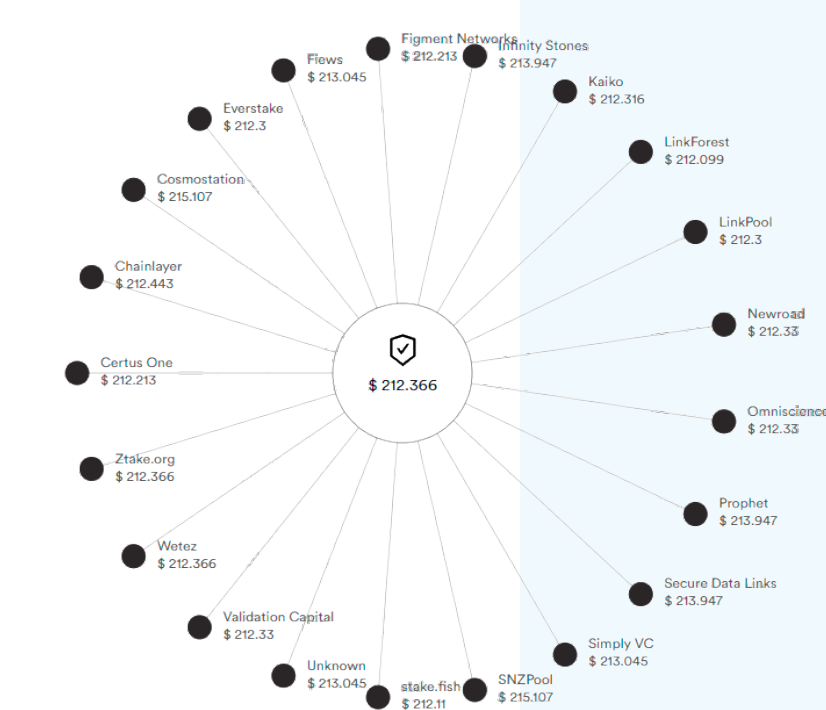 Figment Networks
$ 212.213
Infinity Stones
$ 213.947
Kaiko
$ 212.316
LinkForest
$ 212.099
LinkPool
$ 212.3
Newroad
$ 212.33
Omniscience
$ 212.33
Prophet
$ 213.947
Secure Data Links
$ 213.947
Simply VC
$ 213.045
SNZPool
$ 215.107
stake.fish
$ 212.11
Unknown
$ 213.045
Validation Capital
$ 212.33
Wetez
$ 212.366
Ztake.org
$ 212.366
Certus One
$ 212.213
Chainlayer
$ 212.443
Cosmostation
$ 215.107
Everstake
$ 212.3
Fiews
$ 213.045
$ 212.366